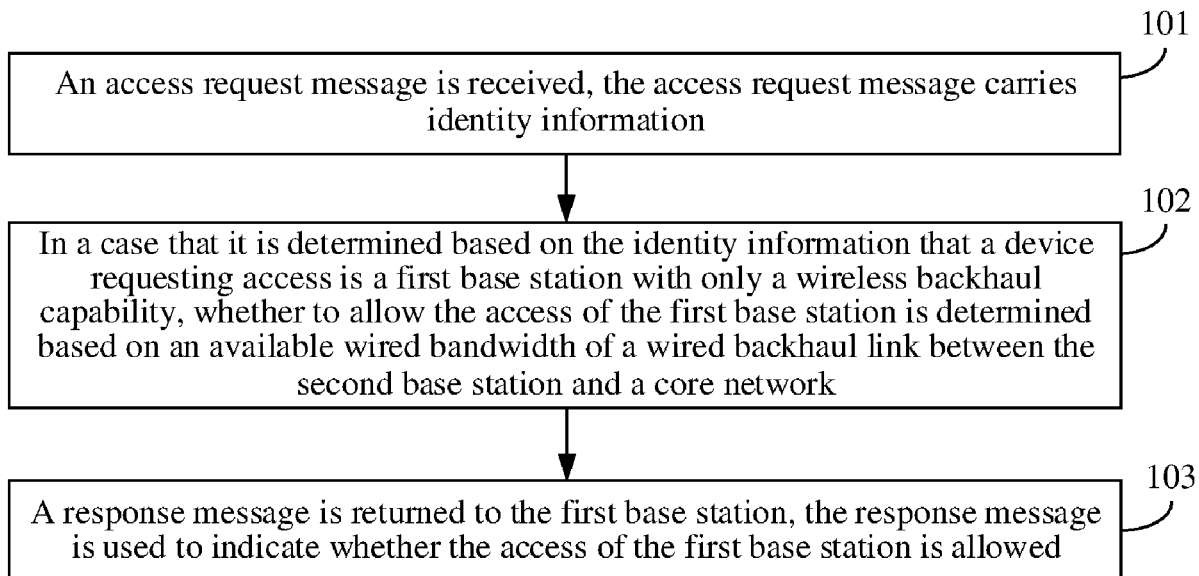 101
An access request message is received, the access request message carries
identity information
102
In a case that it is determined based on the identity information that a device
requesting access is a first base station with only a wireless backhaul
capability, whether to allow the access of the first base station is determined
based on an available wired bandwidth of a wired backhaul link between the
second base station and a core network
103
A response message is returned to the first base station, the response message
is used to indicate whether the access of the first base station is allowed